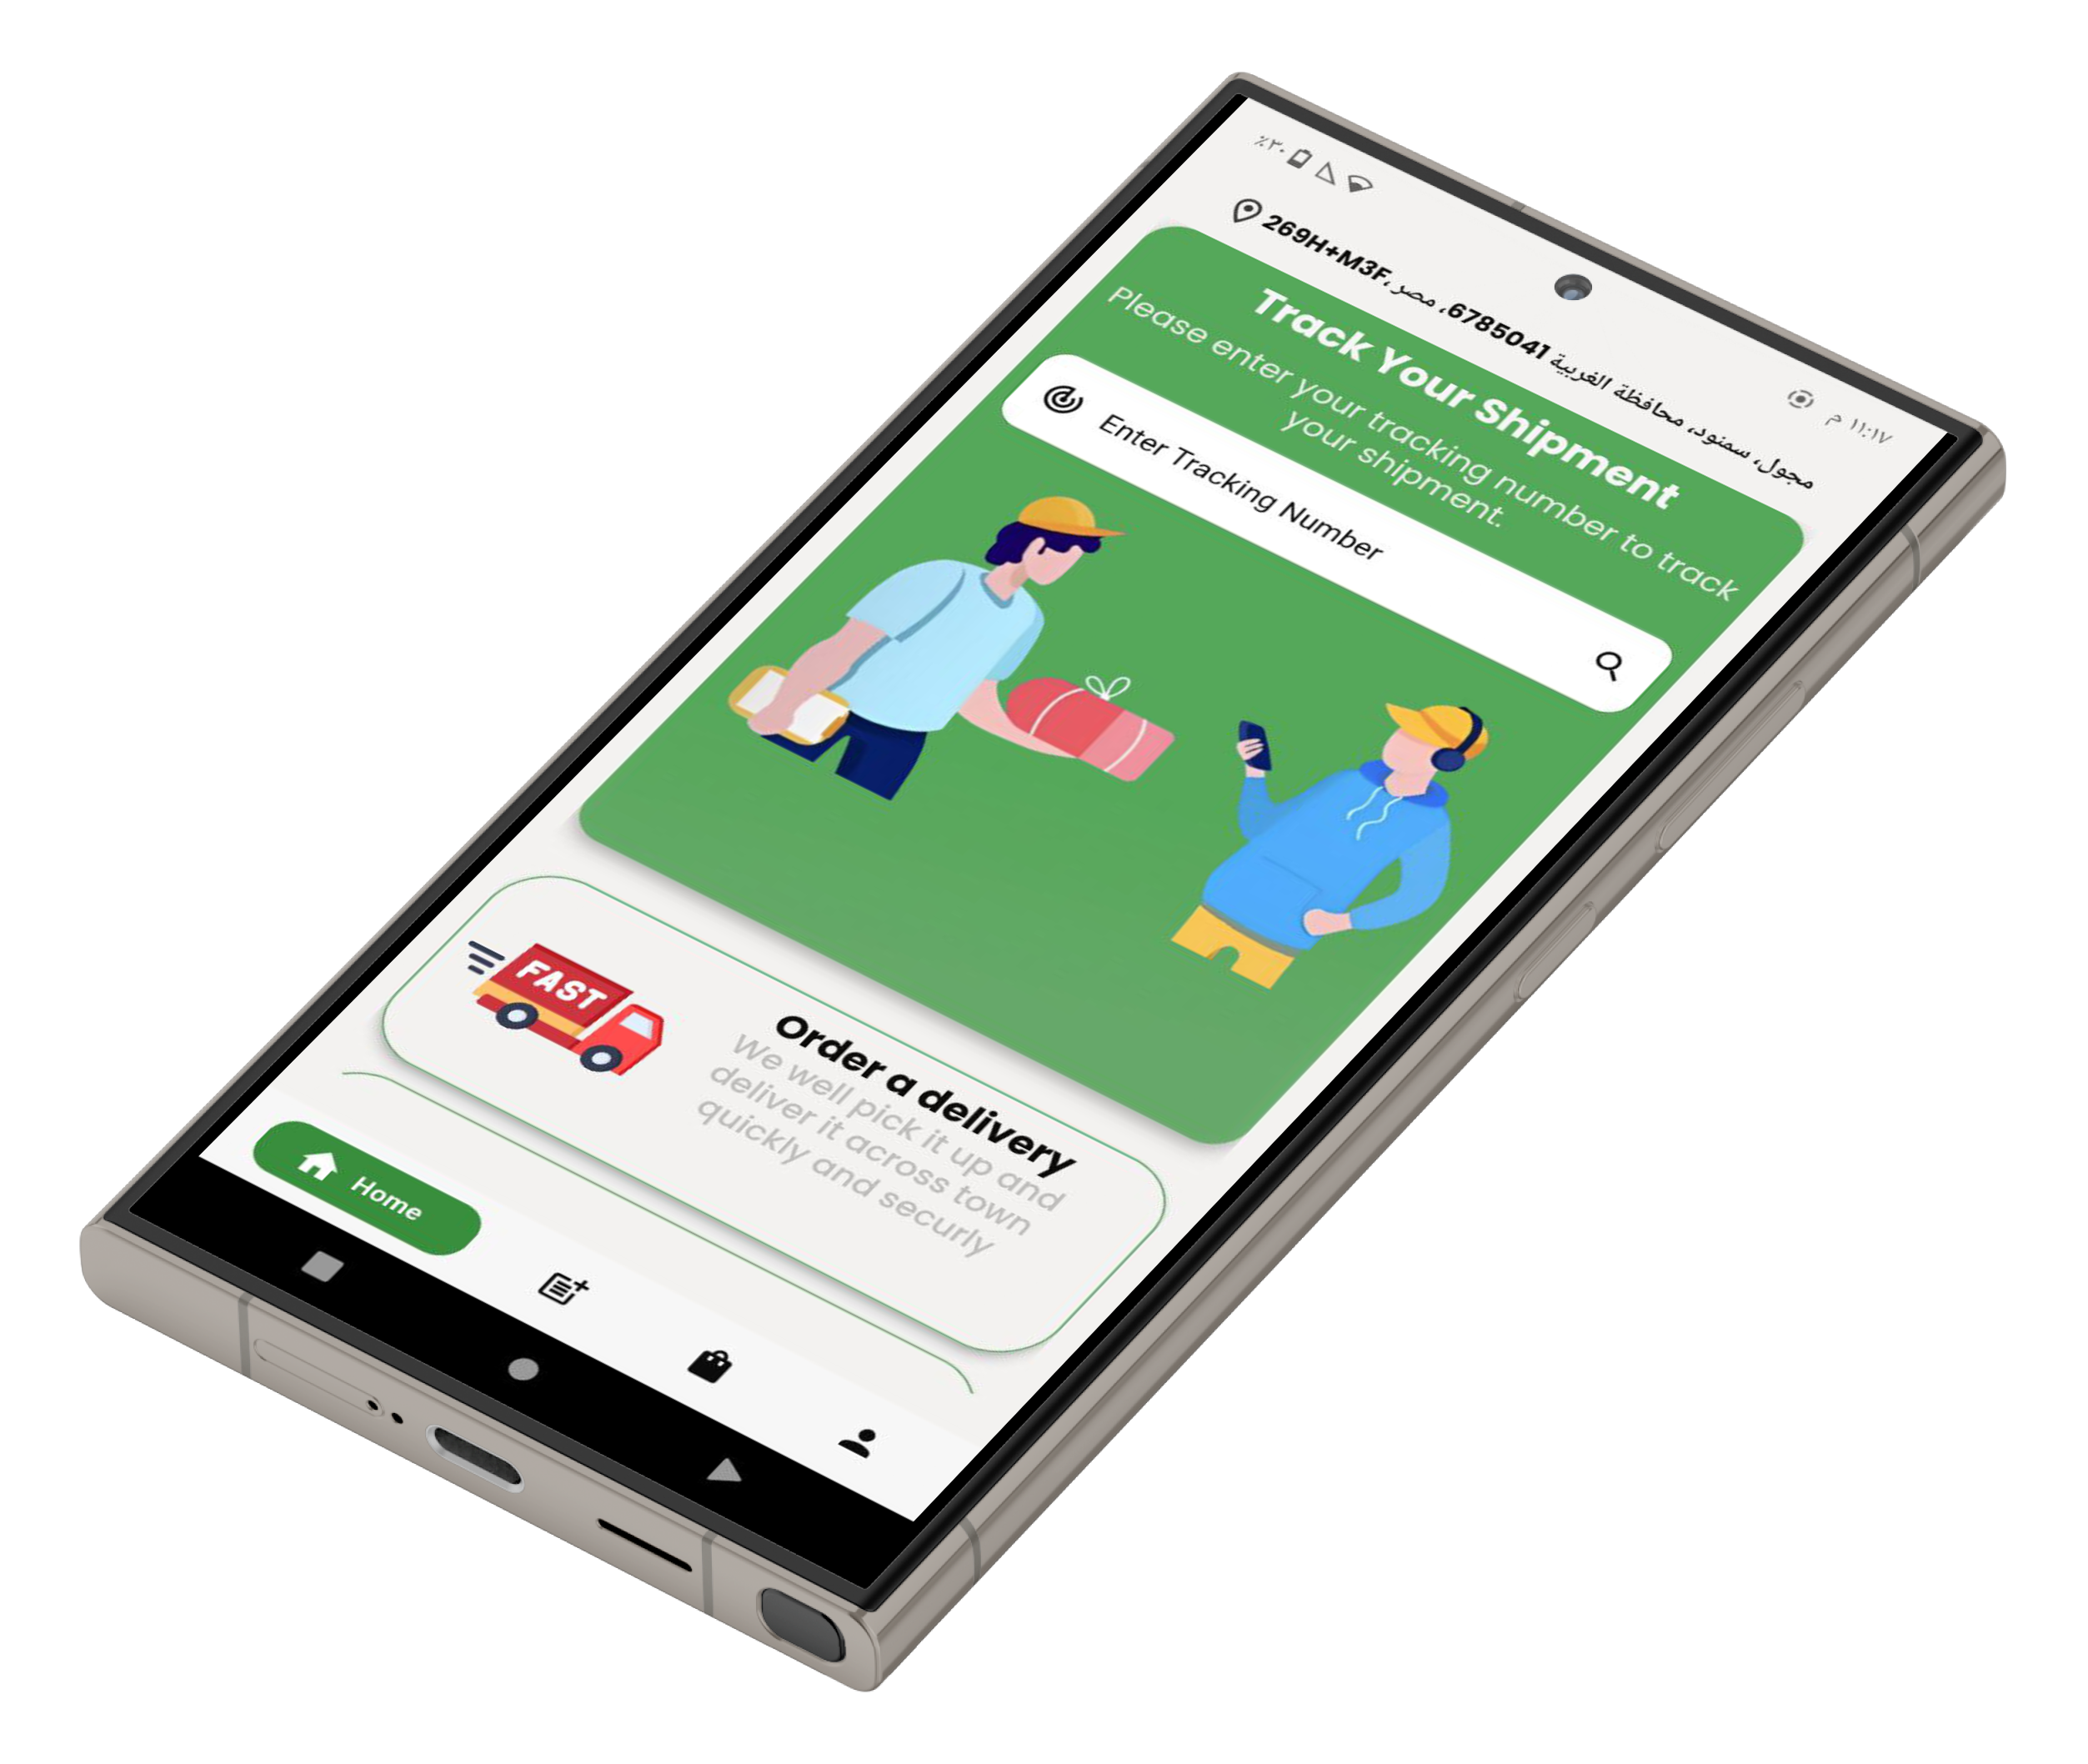 ٪٣٠
١١:١٧ م
269H+M3F، مجول، سمنود، محافظة الغربية 6785041، مصر
Track Your Shipment
Please enter your tracking number to track
your shipment.
Enter Tracking Number
FAST
Order a delivery
We well pick it up and
deliver it across town
quickly and securly
Home